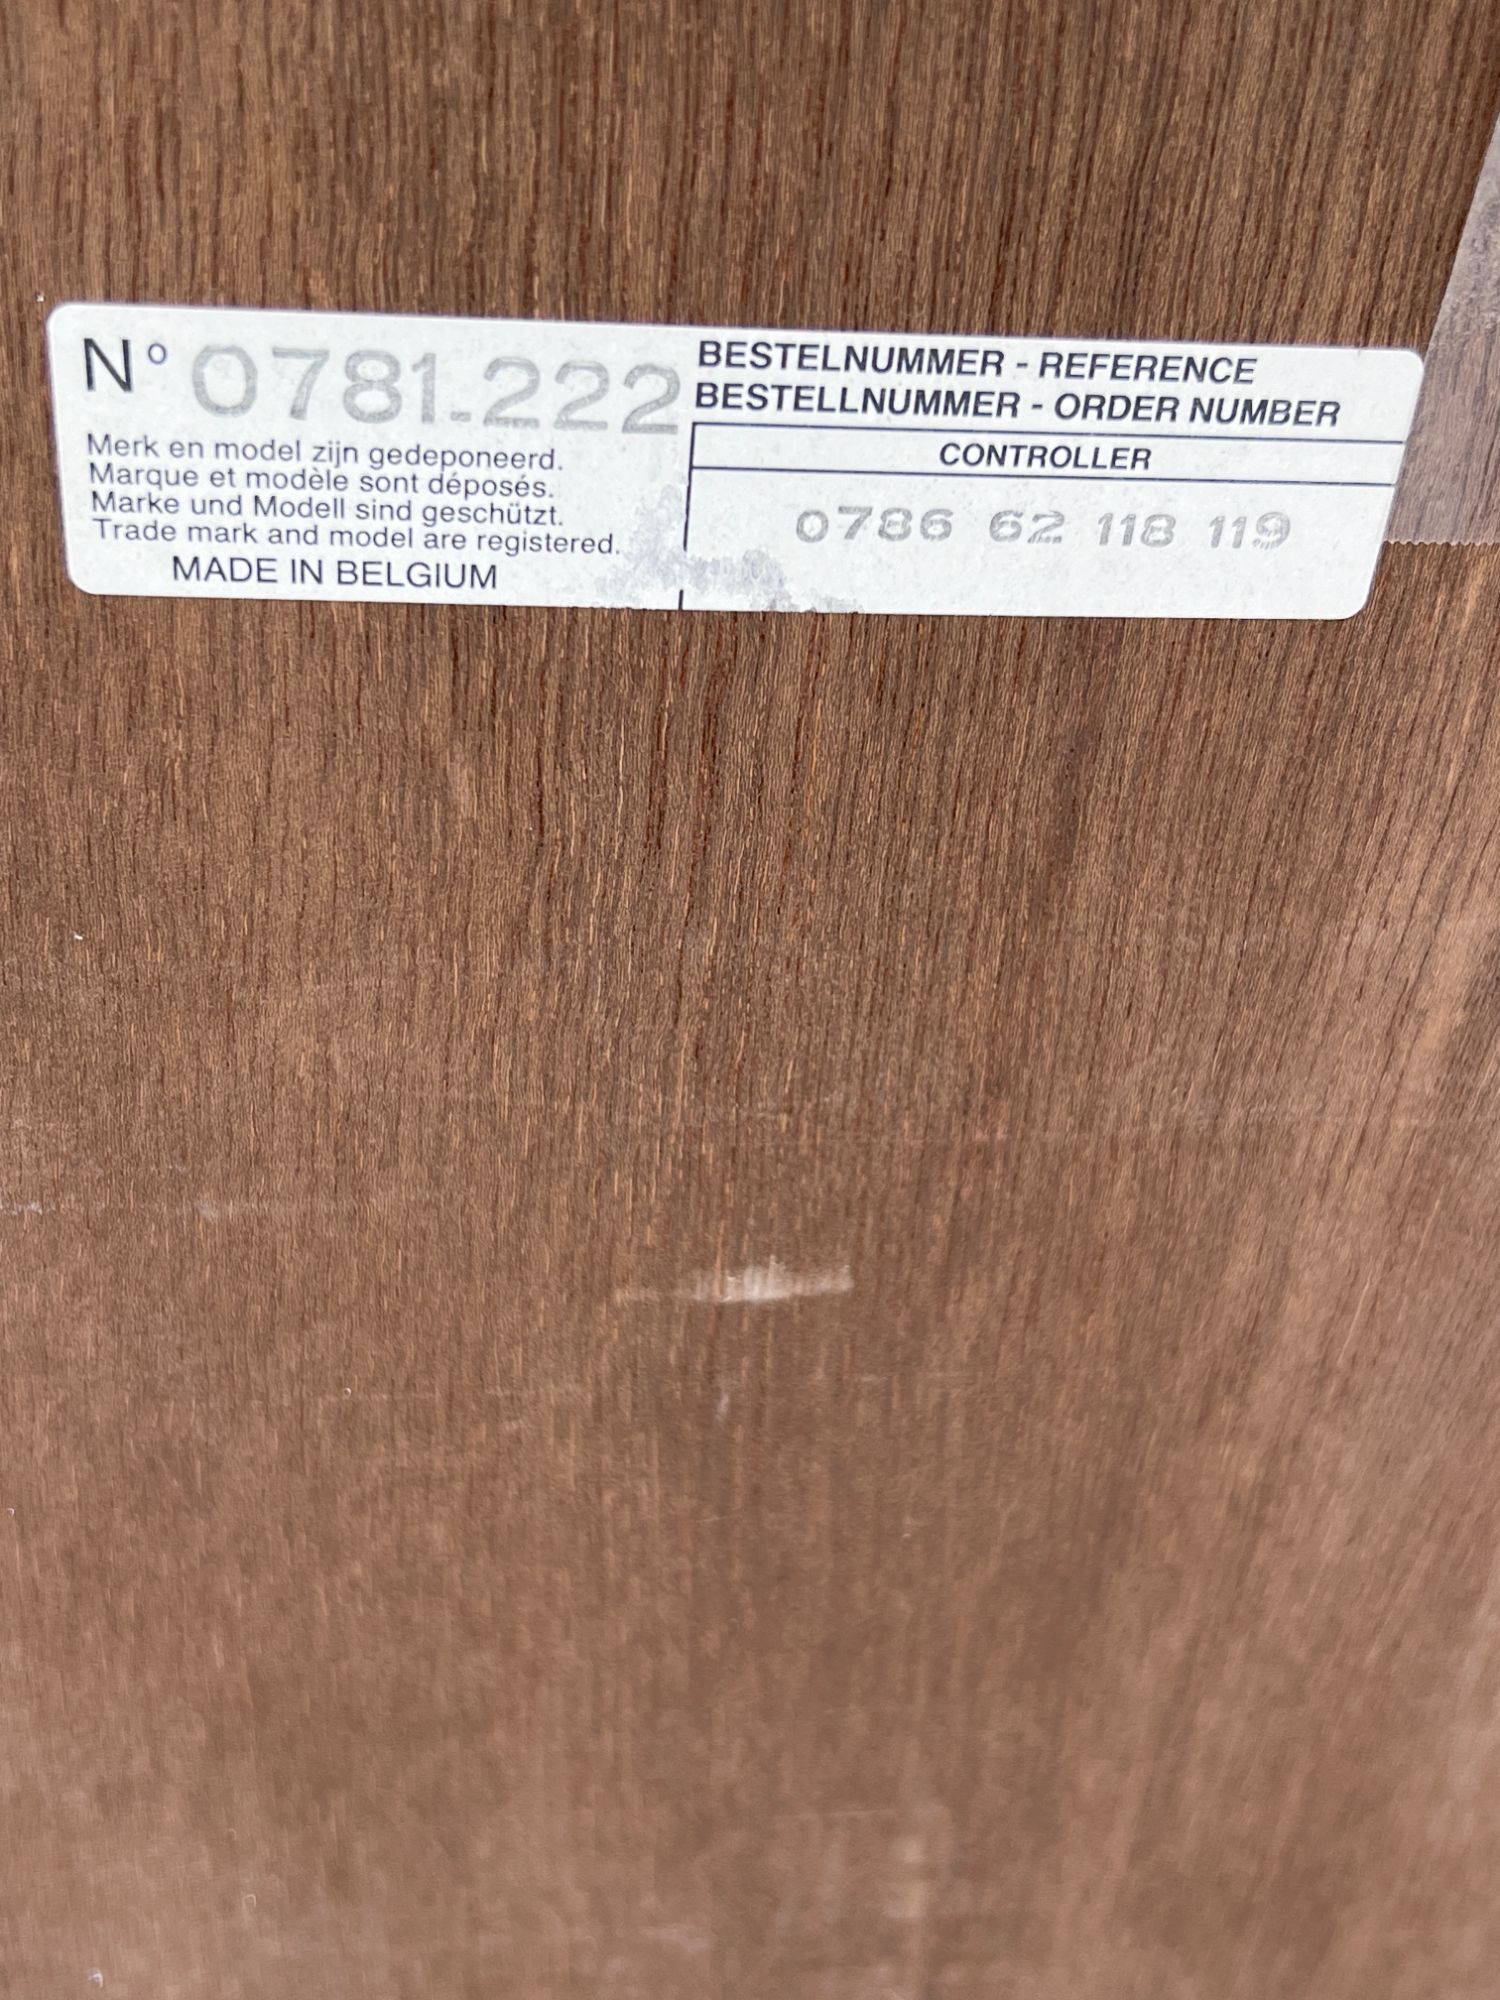 Nº 0781-222
Merk en model zijn gedeponeerd.
Marque et modèle sont déposés.
Marke und Modell sind geschützt.
Trade mark and model are registered.
MADE IN BELGIUM
BESTELNUMMER - REFERENCE
BESTELLNUMMER - ORDER NUMBER
CONTROLLER
0786 62 118 119